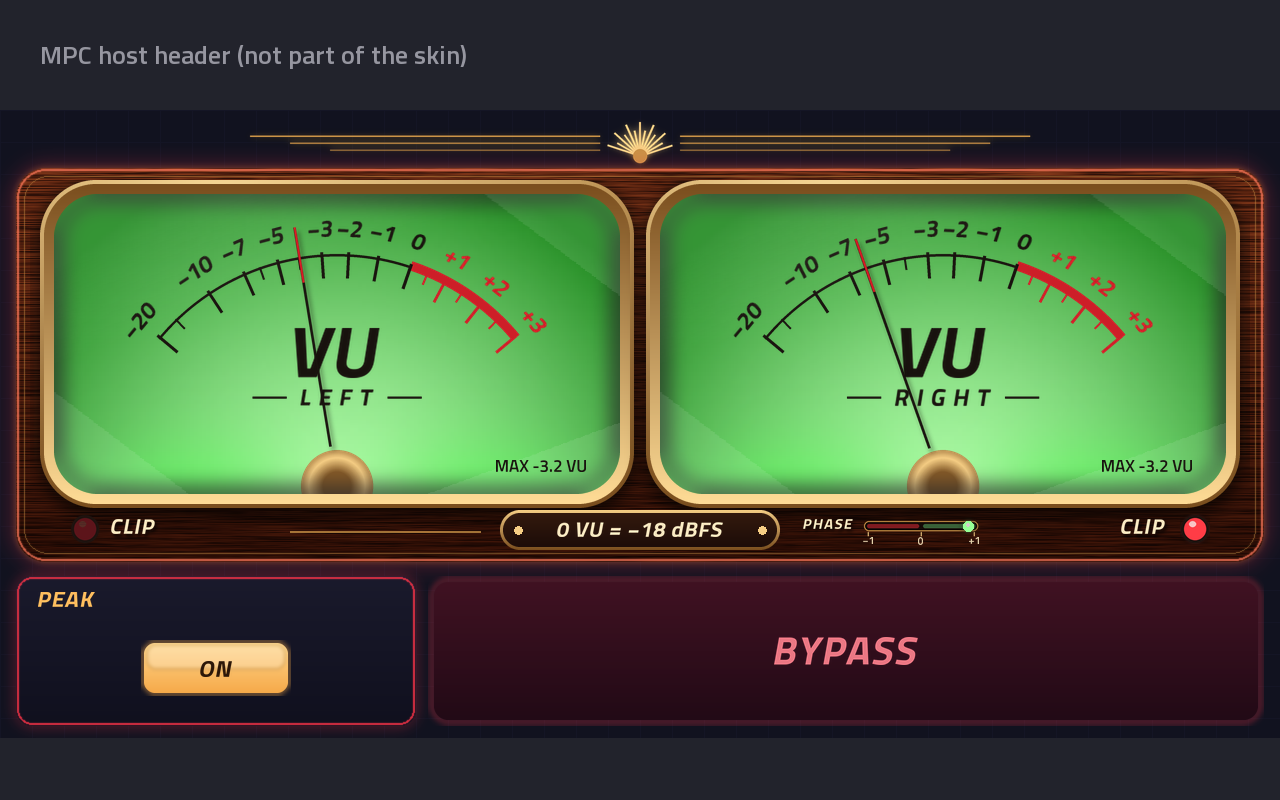 MPC host header (not part of the skin)
−20 −10 −7 −5 −3 −2 −1 0 +1 +2 +3
VU
LEFT
MAX -3.2 VU
−20 −10 −7 −5 −3 −2 −1 0 +1 +2 +3
VU
RIGHT
MAX -3.2 VU
CLIP
0 VU = −18 dBFS
PHASE
−1 0 +1
CLIP
PEAK
ON
BYPASS